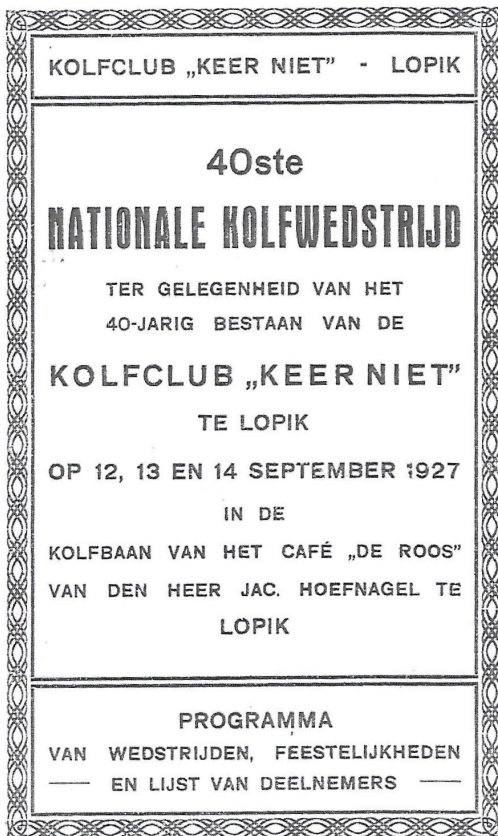 KOLFCLUB „KEER NIET" - LOPIK
40ste
NATIONALE KOLFWEDSTRIJD
TER GELEGENHEID VAN HET
40-JARIG BESTAAN VAN DE
KOLFCLUB „KEER NIET"
TE LOPIK
OP 12, 13 EN 14 SEPTEMBER 1927
IN DE
KOLFBAAN VAN HET CAFÉ „DE ROOS"
VAN DEN HEER JAC. HOEFNAGEL TE
LOPIK
PROGRAMMA
VAN WEDSTRIJDEN, FEESTELIJKHEDEN
EN LIJST VAN DEELNEMERS